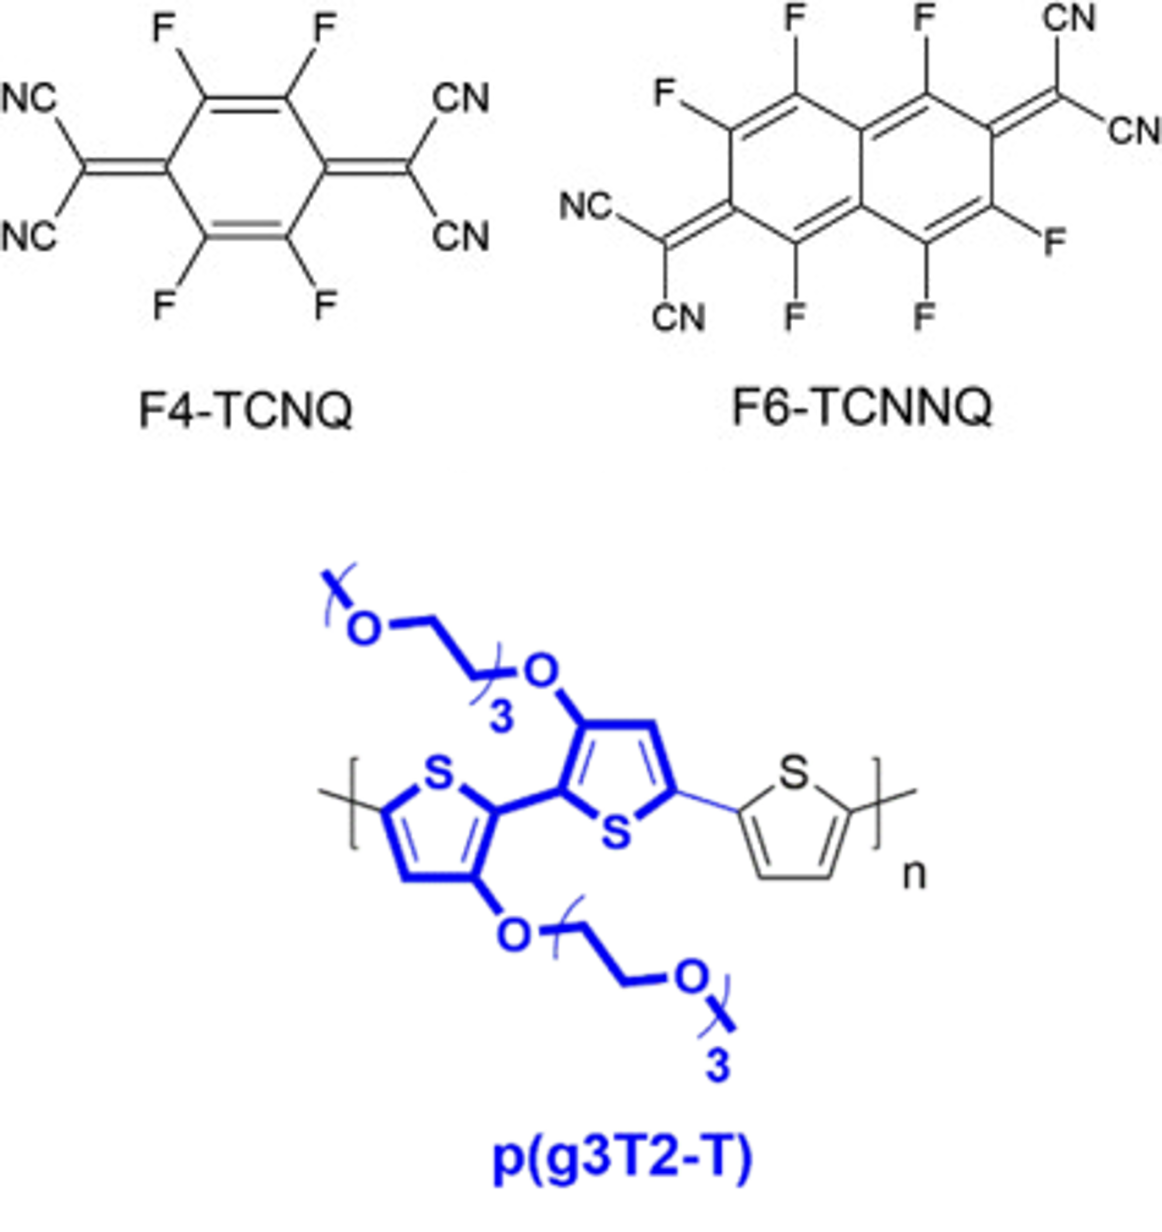 F F
NC CN
NC CN
F F
F4-TCNQ
F F CN
F CN
NC F
CN F F
F6-TCNNQ
O
O
3
S S
S
n
O
O
3
p(g3T2-T)